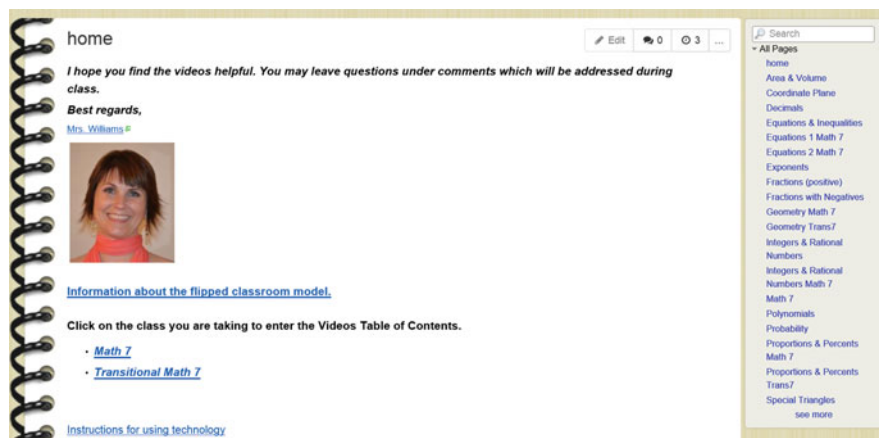 home
Edit
0
3
...
I hope you find the videos helpful. You may leave questions under comments which will be addressed during
class.
Best regards,
Mrs. Williams
Information about the flipped classroom model.
Click on the class you are taking to enter the Videos Table of Contents.
• Math 7
• Transitional Math 7
Instructions for using technology
Search
All Pages
home
Area & Volume
Coordinate Plane
Decimals
Equations & Inequalities
Equations 1 Math 7
Equations 2 Math 7
Exponents
Fractions (positive)
Fractions with Negatives
Geometry Math 7
Geometry Trans7
Integers & Rational
Numbers
Integers & Rational
Numbers Math 7
Math 7
Polynomials
Probability
Proportions & Percents
Math 7
Proportions & Percents
Trans7
Special Triangles
see more